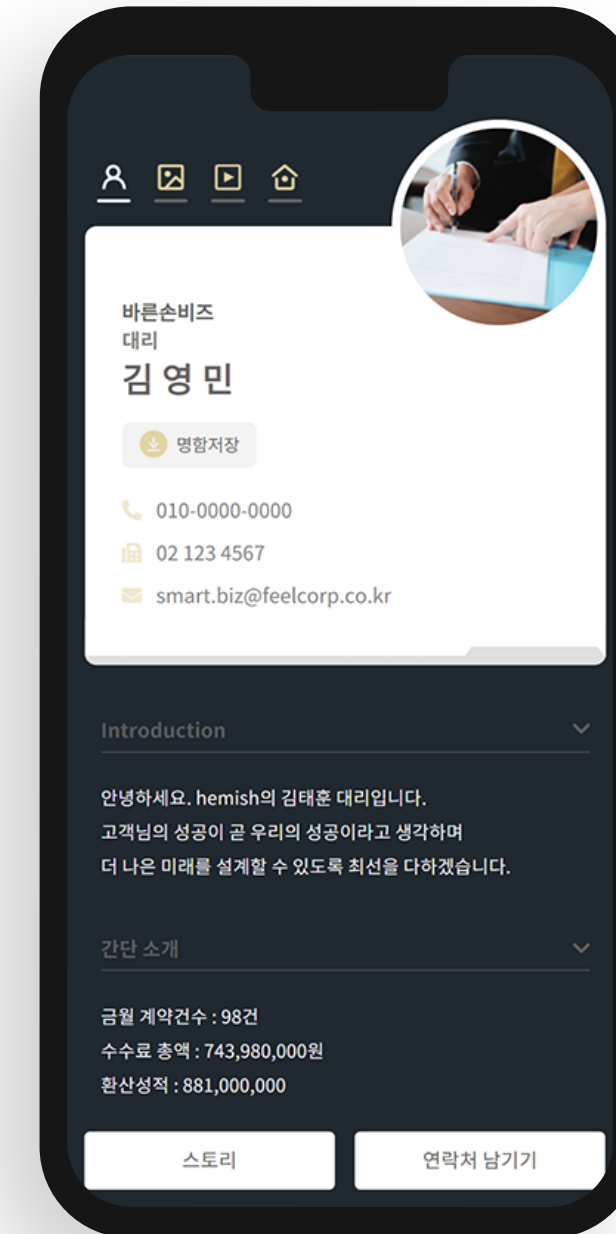 바른손비즈
대리
김 영 민
명함저장
010-0000-0000
02 123 4567
smart.biz@feelcorp.co.kr
Introduction
안녕하세요. hemish의 김태훈 대리입니다.
고객님의 성공이 곧 우리의 성공이라고 생각하며
더 나은 미래를 설계할 수 있도록 최선을 다하겠습니다.
간단 소개
금월 계약건수 : 98건
수수료 총액 : 743,980,000원
환산성적 : 881,000,000
스토리
연락처 남기기